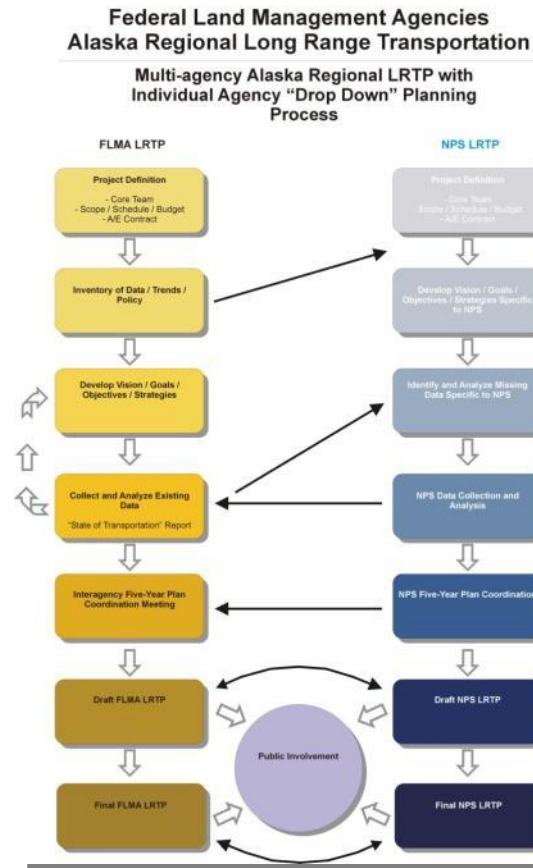 Federal Land Management Agencies
Alaska Regional Long Range Transportation
Multi-agency Alaska Regional LRTP with
Individual Agency “Drop Down” Planning
Process
FLMA LRTP
NPS LRTP
Project Definition
- Core Team
- Scope / Schedule / Budget
- A/E Contract
Project Definition
- Core Team
- Scope / Schedule / Budget
- A/E Contract
Inventory of Data / Trends /
Policy
Develop Vision / Goals /
Objectives / Strategies Specific
to NPS
Develop Vision / Goals /
Objectives / Strategies
Identify and Analyze Missing
Data Specific to NPS
Collect and Analyze Existing
Data
“State of Transportation” Report
NPS Data Collection and
Analysis
Interagency Five-Year Plan
Coordination Meeting
NPS Five-Year Plan Coordination
Draft FLMA LRTP
Draft NPS LRTP
Public Involvement
Final FLMA LRTP
Final NPS LRTP